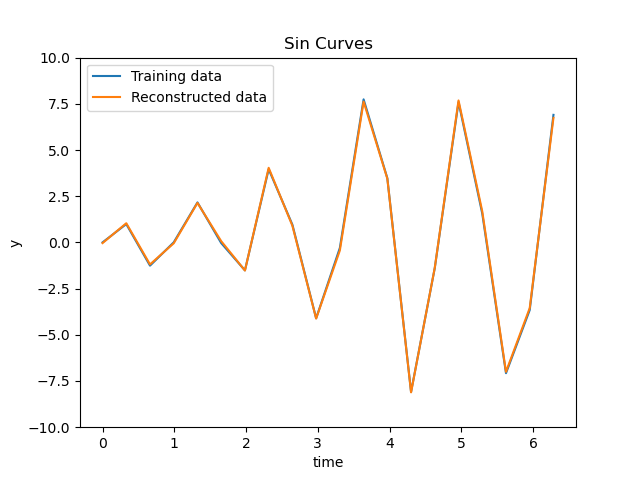 Sin Curves
Training data
Reconstructed data
10.0
7.5
5.0
2.5
0.0
−2.5
−5.0
−7.5
−10.0
y
0 1 2 3 4 5 6
time